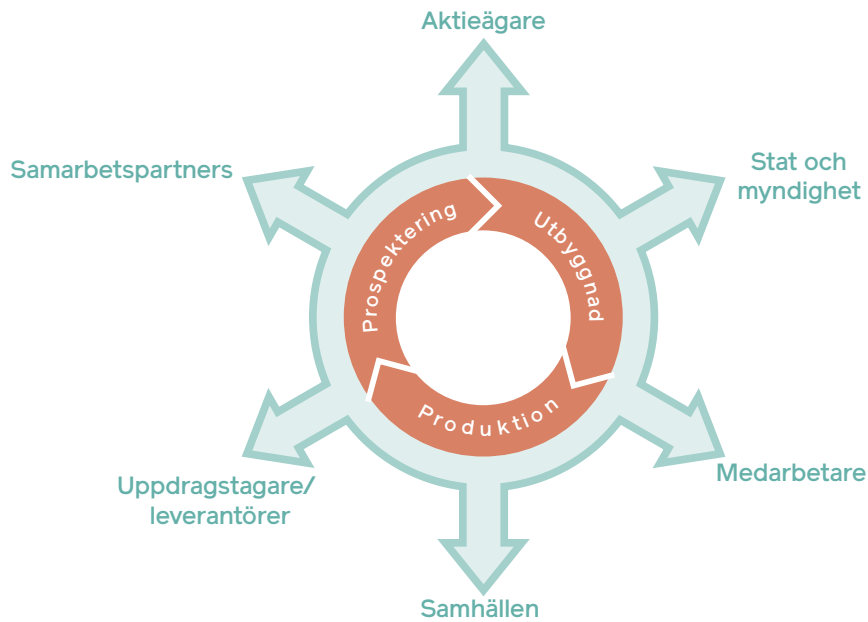 Aktieägare
Samarbetspartners
Stat och
myndighet
Prospektering
Utbyggnad
Produktion
Uppdragstagare/
leverantörer
Medarbetare
Samhällen